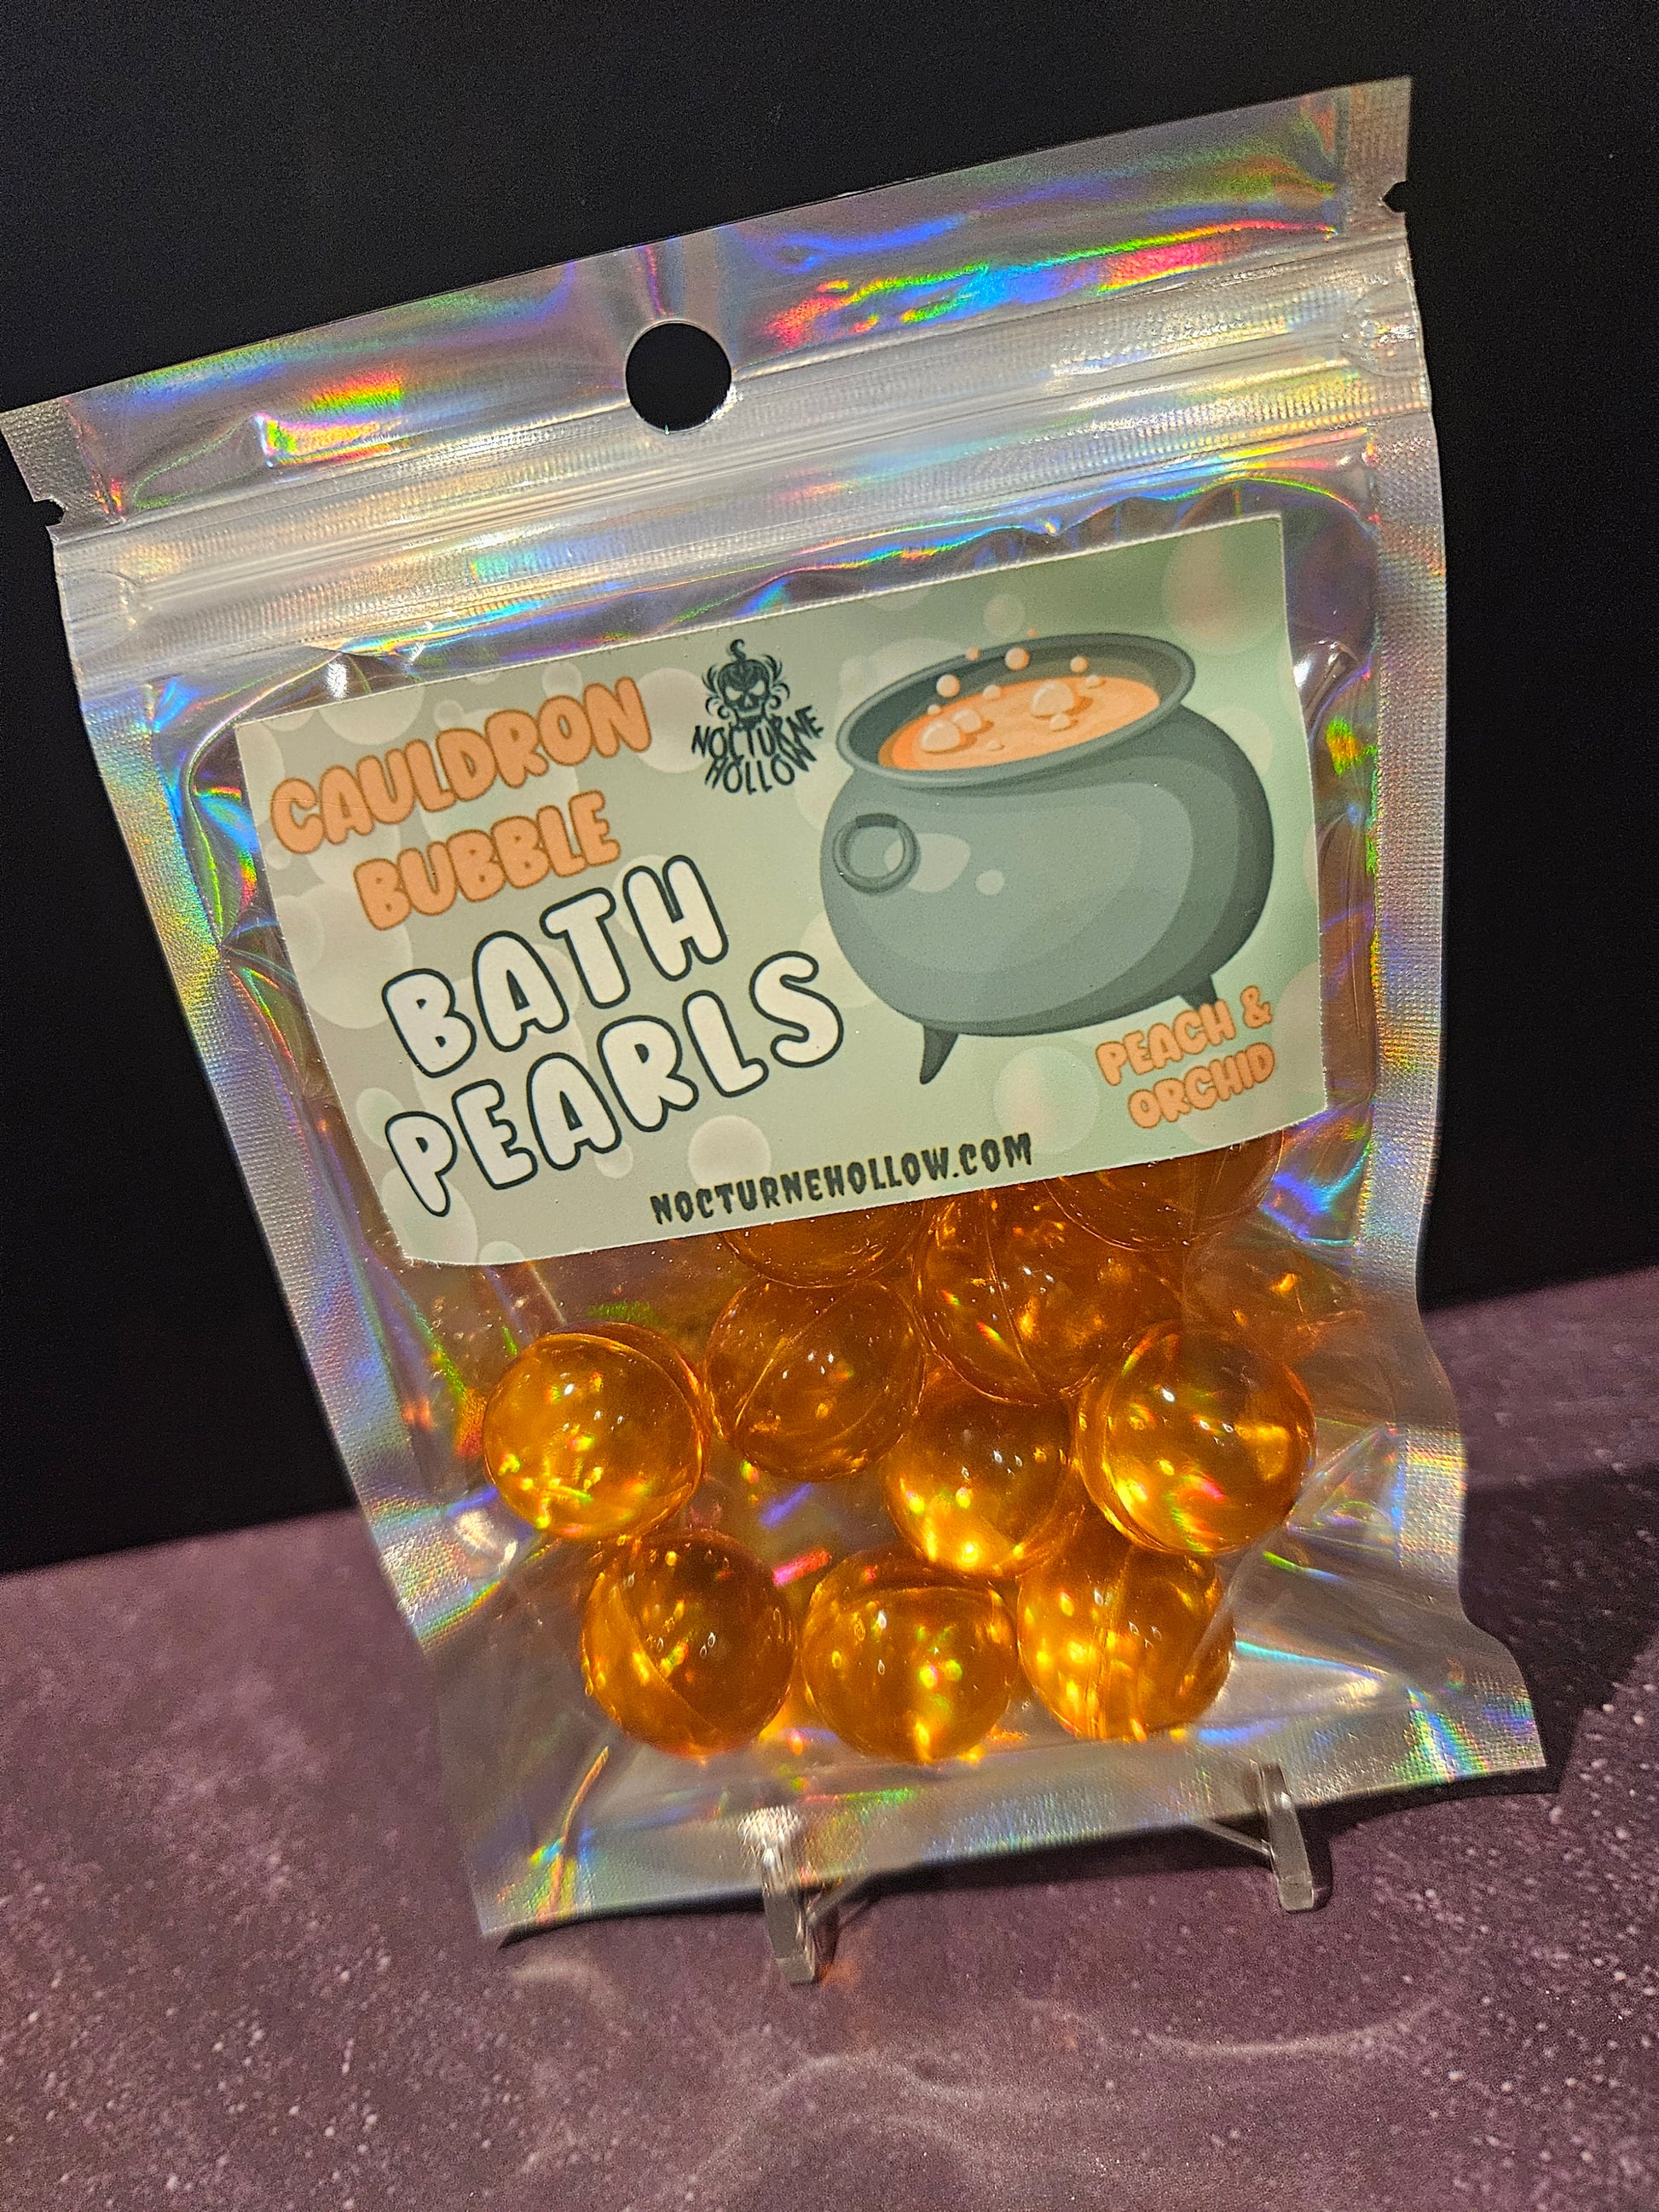 CAULDRON
BUBBLE
BATH
PEARLS
NOCTURNE
HOLLOW
PEACH &
ORCHID
NOCTURNEHOLLOW.COM